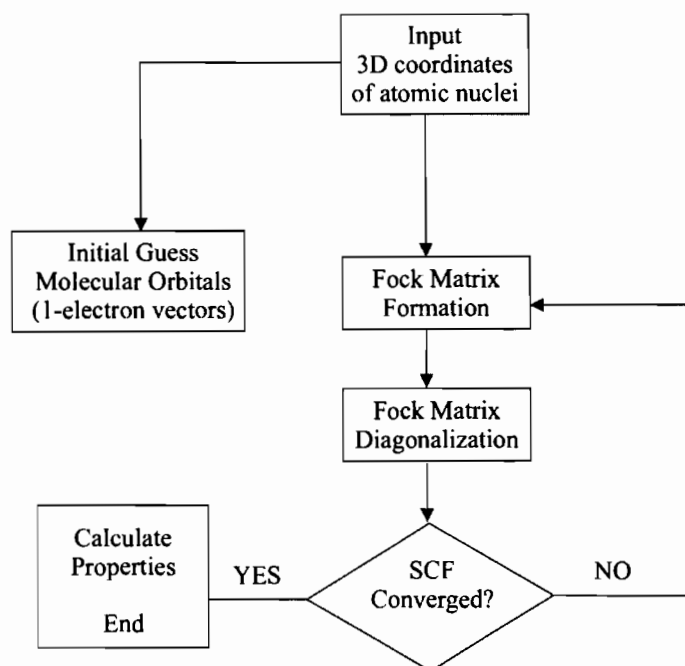 Input
3D coordinates
of atomic nuclei
Initial Guess
Molecular Orbitals
(1-electron vectors)
Fock Matrix
Formation
Fock Matrix
Diagonalization
SCF
Converged?
YES
NO
Calculate
Properties
End